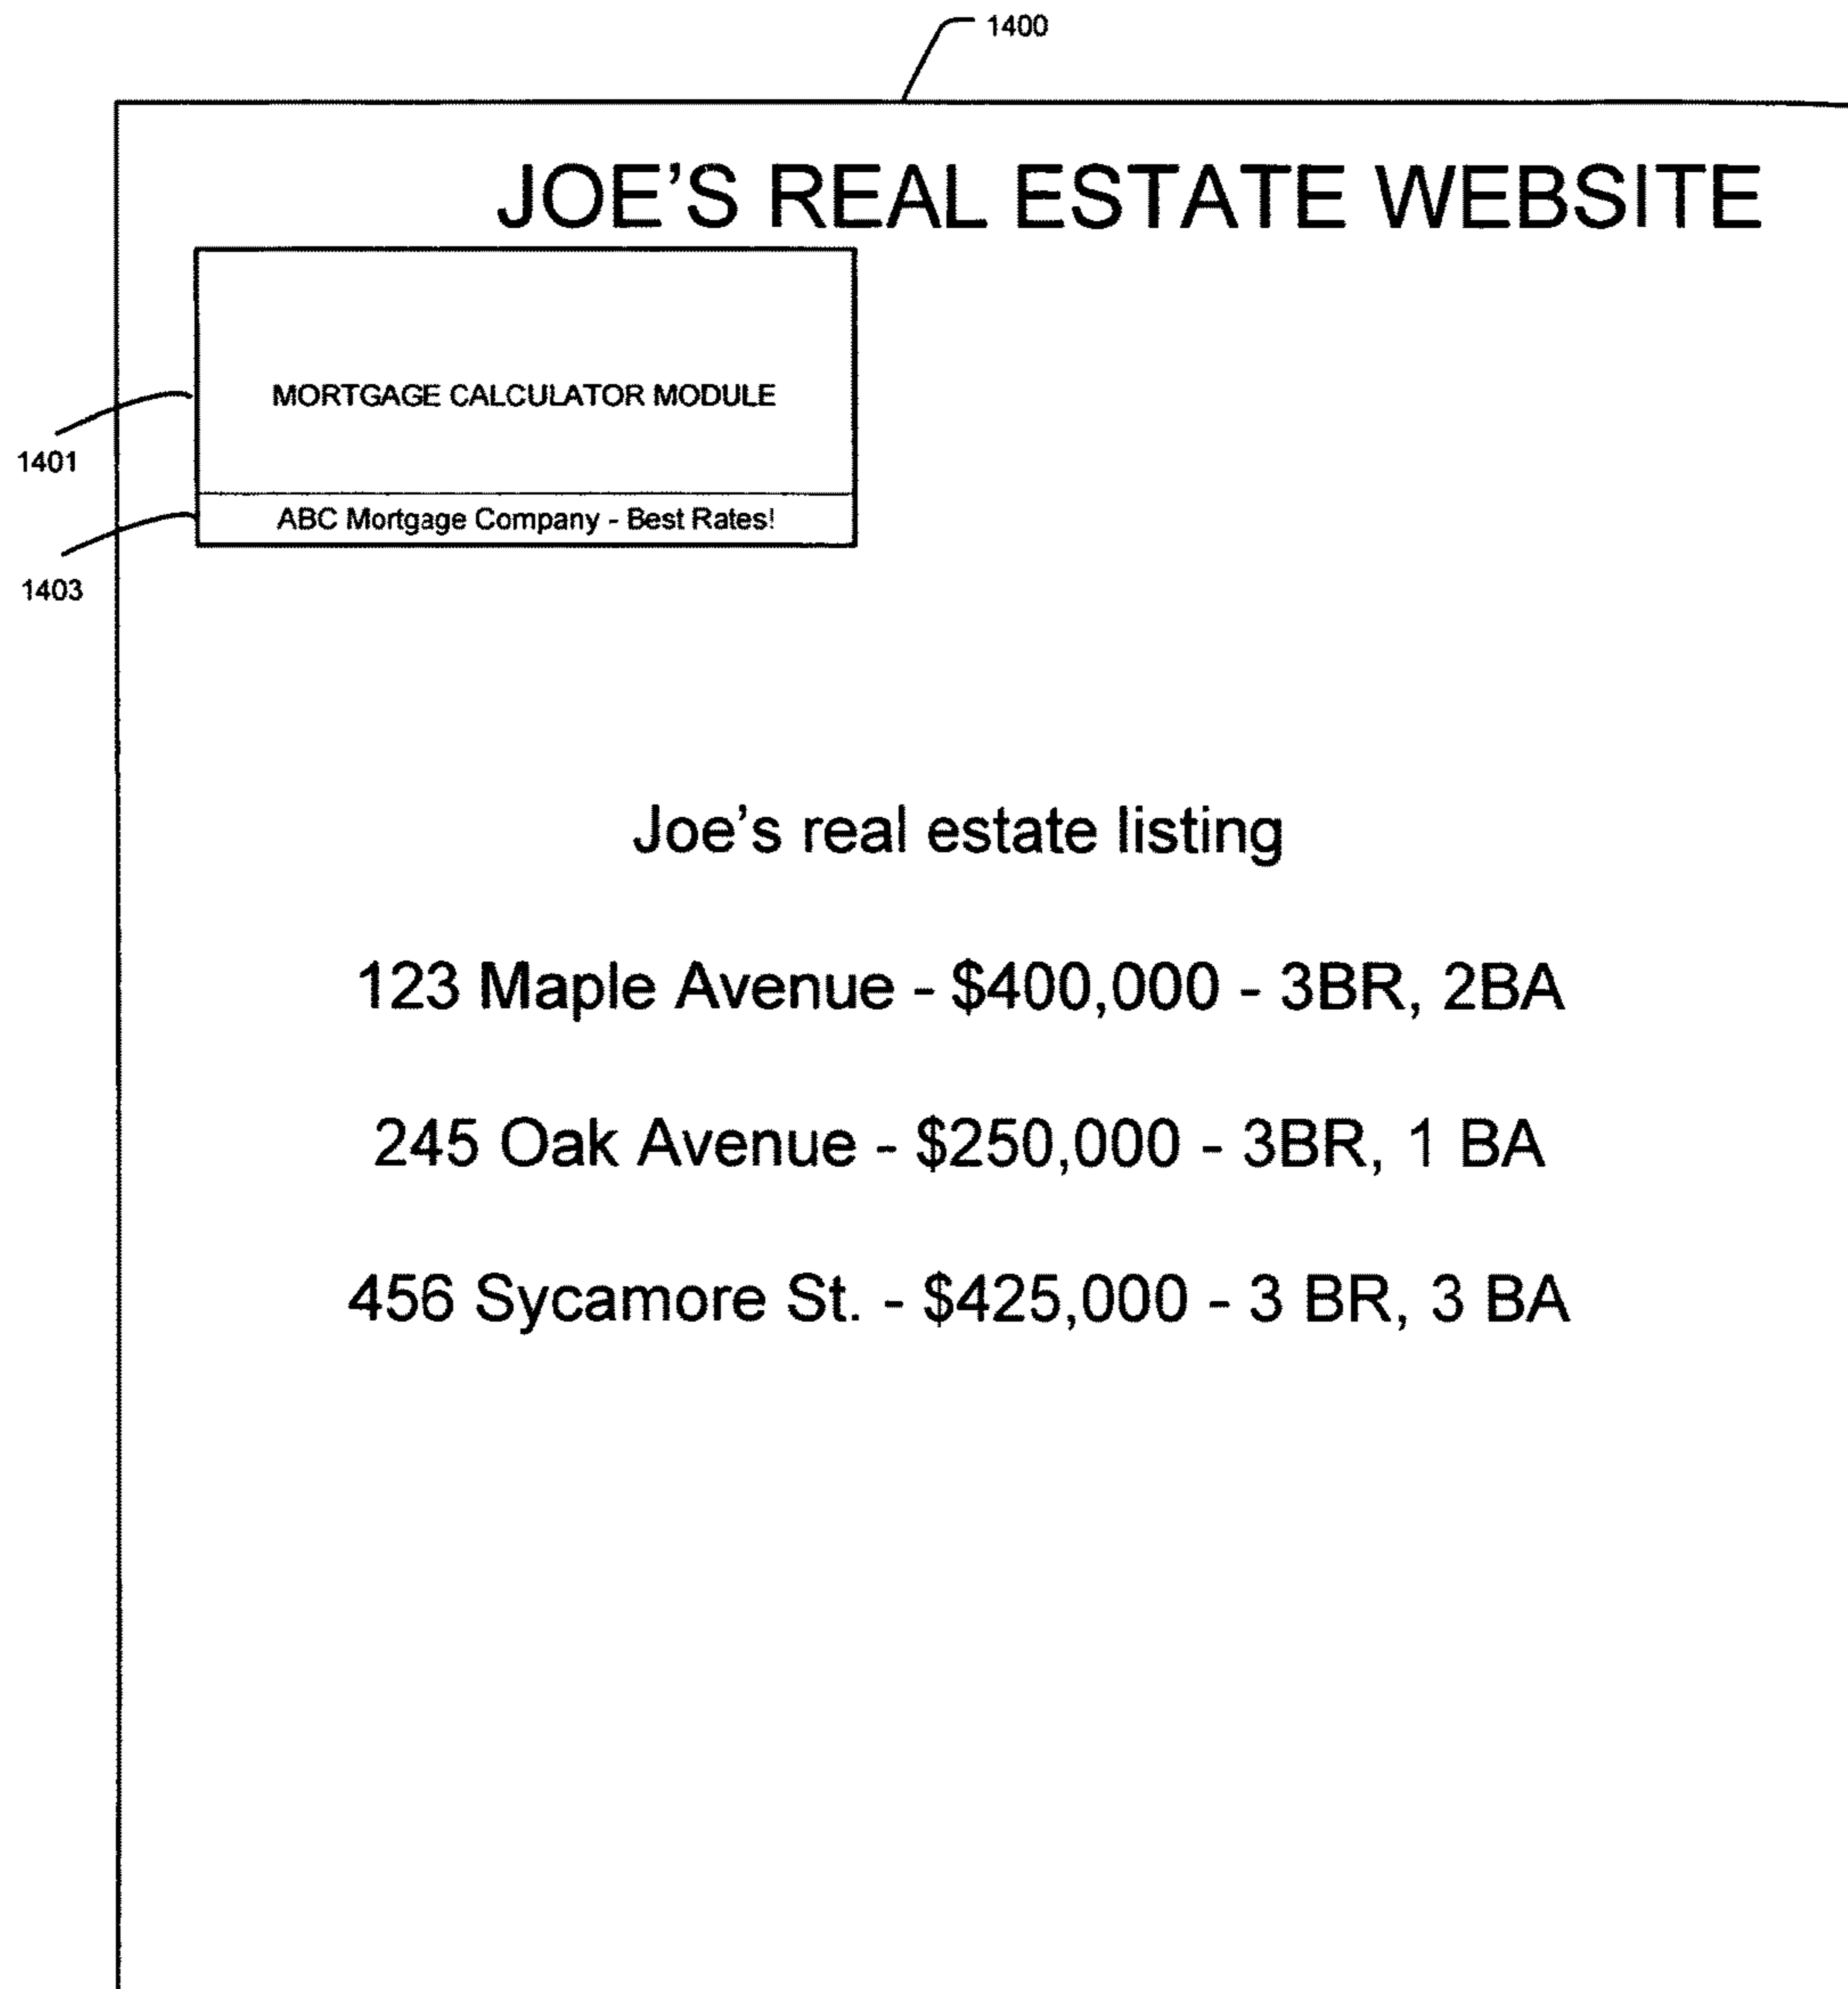 1400
JOE'S REAL ESTATE WEBSITE
MORTGAGE CALCULATOR MODULE
1401
ABC Mortgage Company - Best Rates!
1403
Joe's real estate listing
123 Maple Avenue - $400,000 - 3BR, 2BA
245 Oak Avenue - $250,000 - 3BR, 1 BA
456 Sycamore St. - $425,000 - 3 BR, 3 BA